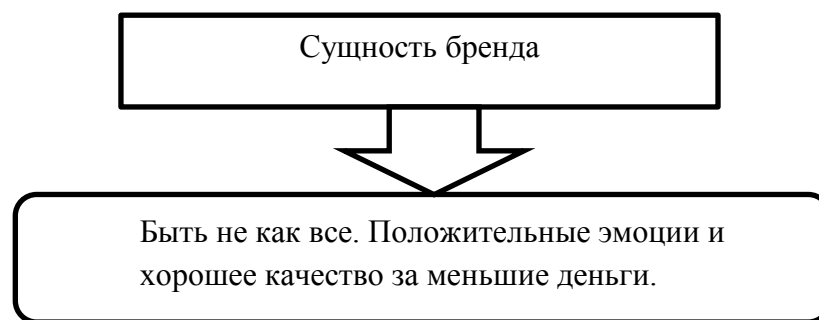 Сущность бренда
Быть не как все. Положительные эмоции и
хорошее качество за меньшие деньги.